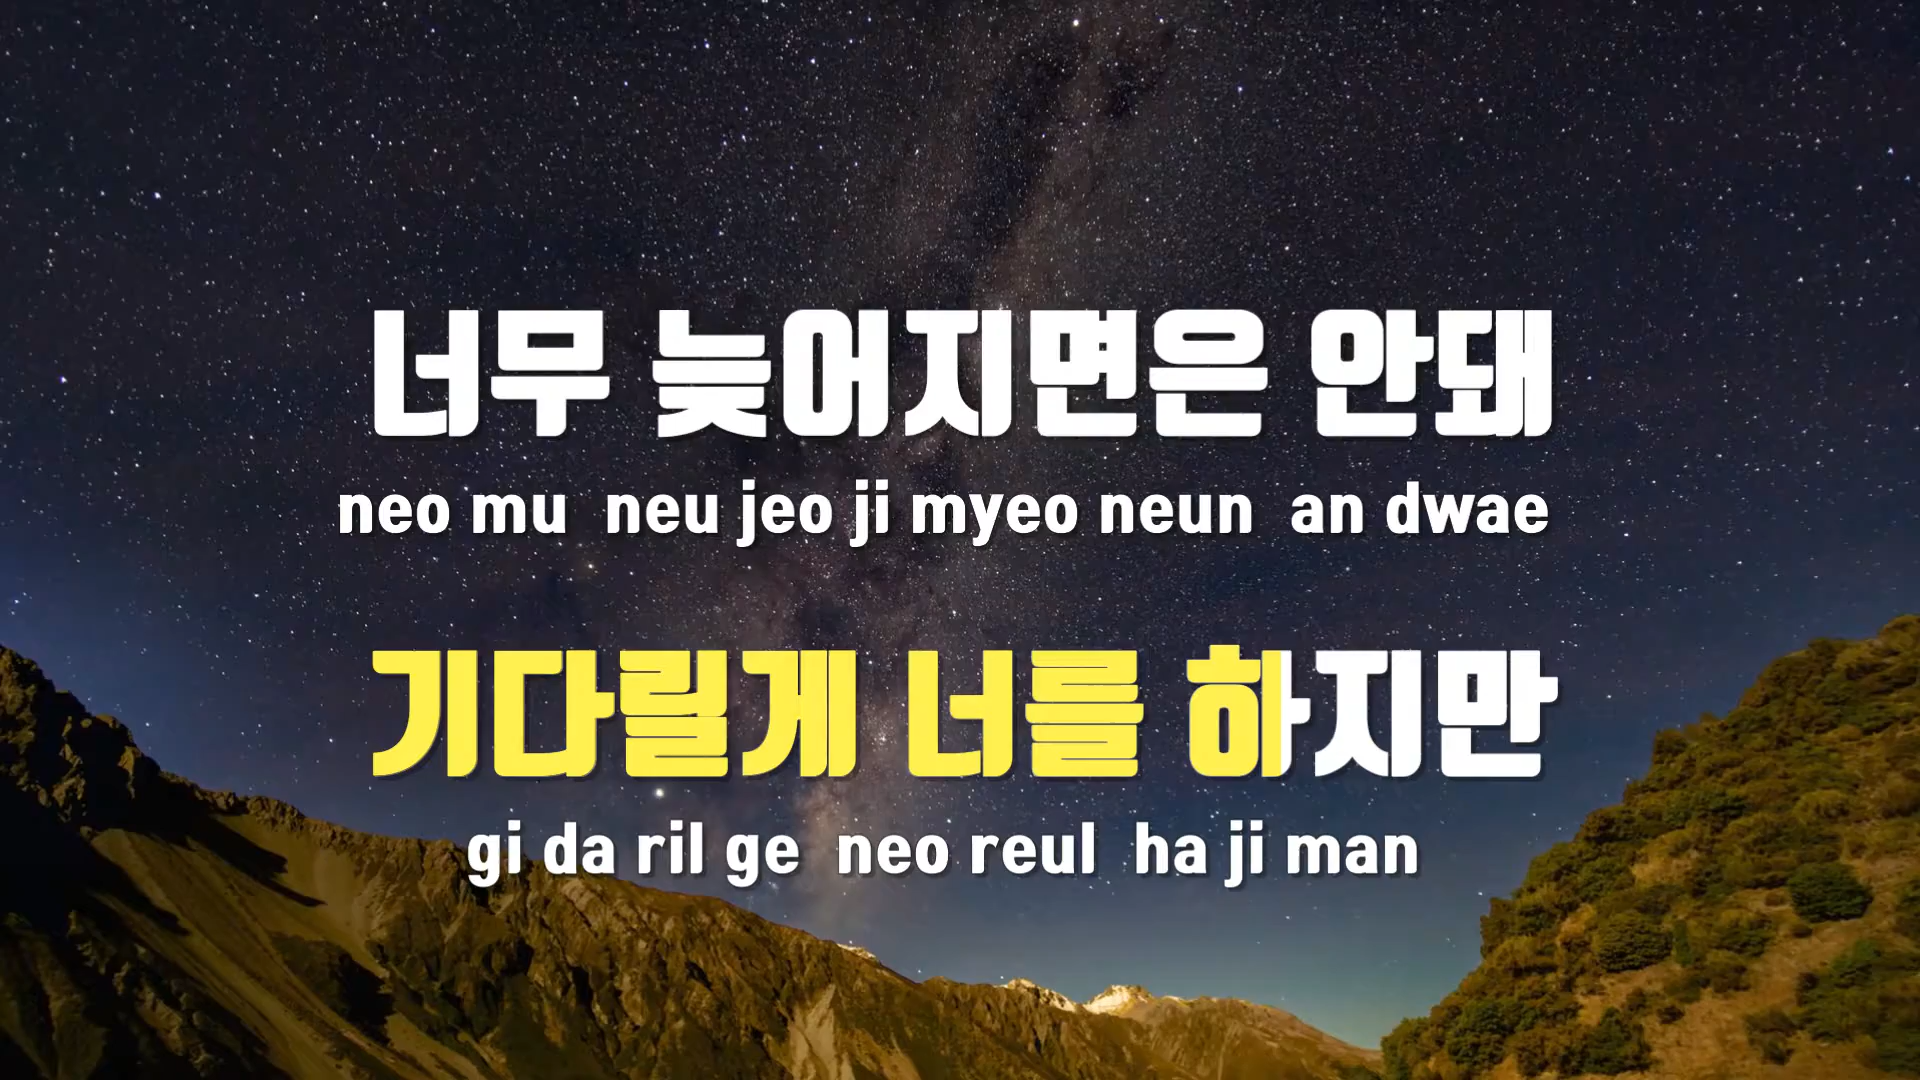 너무 늦어지면은 안돼
neo mu neu jeo ji myeo neun an dwae
기다릴게 너를 하지만
gi da ril ge neo reul ha ji man